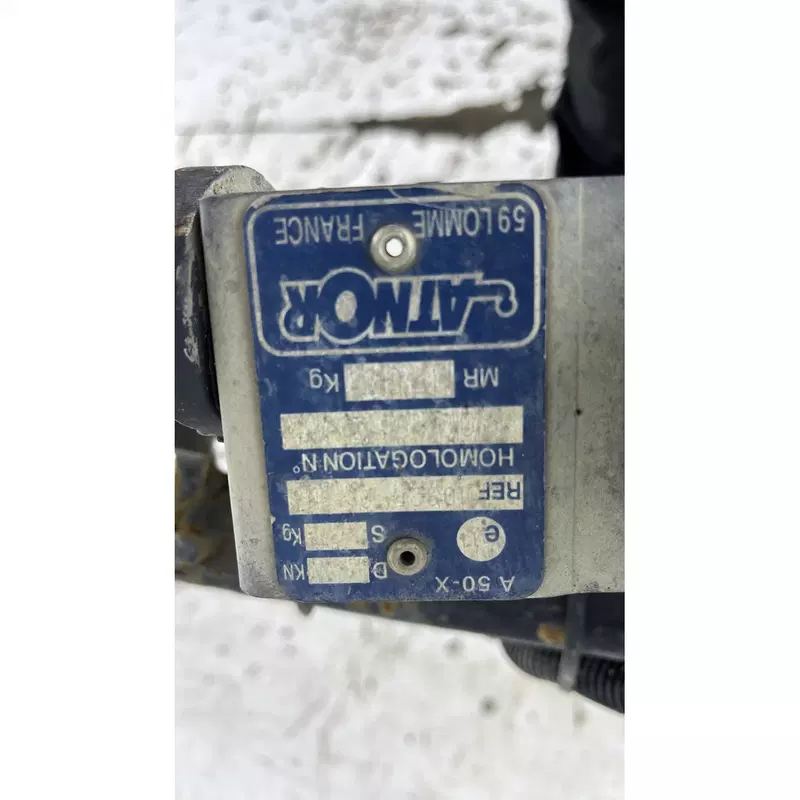 A 50-X
D KN
e S Kg
REF
HOMOLOGATION N°
MR Kg
ATNOR
59 LOMME FRANCE